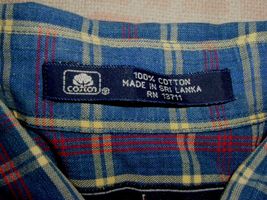 cotton ®
100% COTTON
MADE IN SRI LANKA
RN 13711